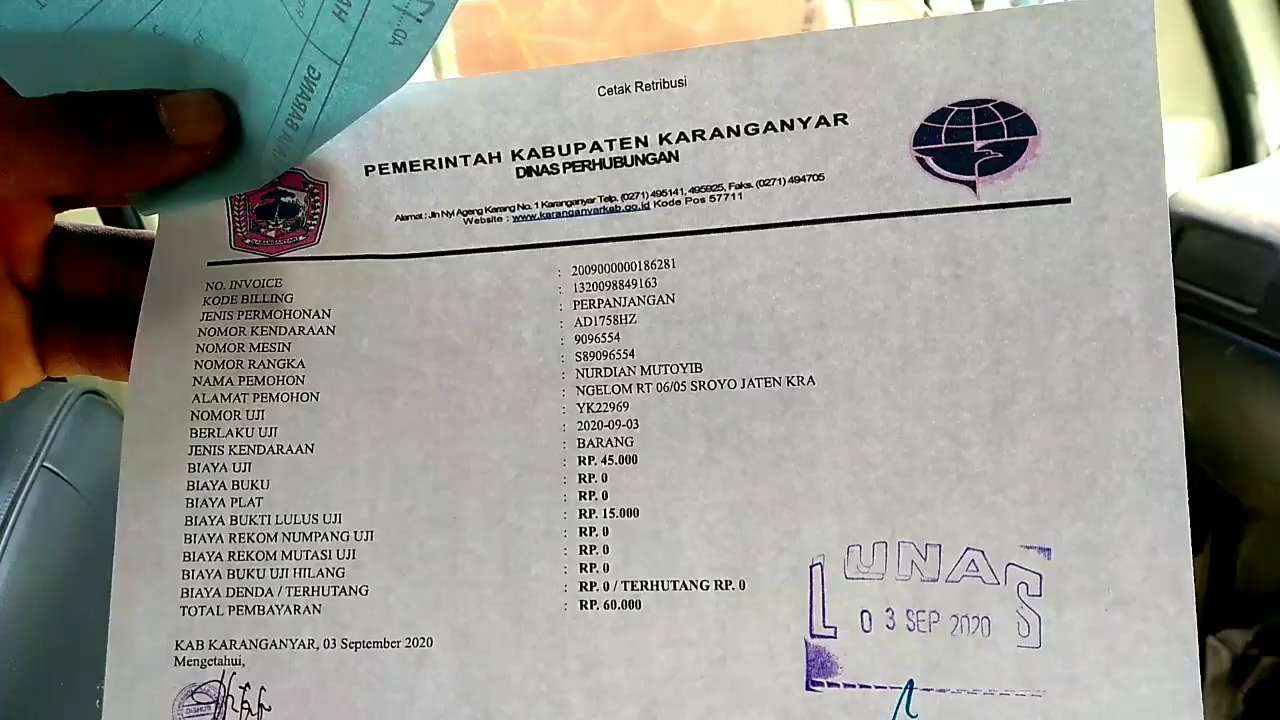 Cetak Retribusi
PEMERINTAH KABUPATEN KARANGANYAR
DINAS PERHUBUNGAN
Alamat : Jln Nyi Ageng Karang No. 1 Karanganyar Telp. (0271) 495141, 495925, Faks. (0271) 494705
Website : www.karanganyarkab.go.id Kode Pos 57711
NO. INVOICE : 2009000000186281
KODE BILLING : 1320098849163
JENIS PERMOHONAN : PERPANJANGAN
NOMOR KENDARAAN : AD1758HZ
NOMOR MESIN : 9096554
NOMOR RANGKA : S89096554
NAMA PEMOHON : NURDIAN MUTOYIB
ALAMAT PEMOHON : NGELOM RT 06/05 SROYO JATEN KRA
NOMOR UJI : YK22969
BERLAKU UJI : 2020-09-03
JENIS KENDARAAN : BARANG
BIAYA UJI : RP. 45.000
BIAYA BUKU : RP. 0
BIAYA PLAT : RP. 0
BIAYA BUKTI LULUS UJI : RP. 15.000
BIAYA REKOM NUMPANG UJI : RP. 0
BIAYA REKOM MUTASI UJI : RP. 0
BIAYA BUKU UJI HILANG : RP. 0
BIAYA DENDA / TERHUTANG : RP. 0 / TERHUTANG RP. 0
TOTAL PEMBAYARAN : RP. 60.000
LUNAS
03 SEP 2020
KAB KARANGANYAR, 03 September 2020
Mengetahui,
BARANG